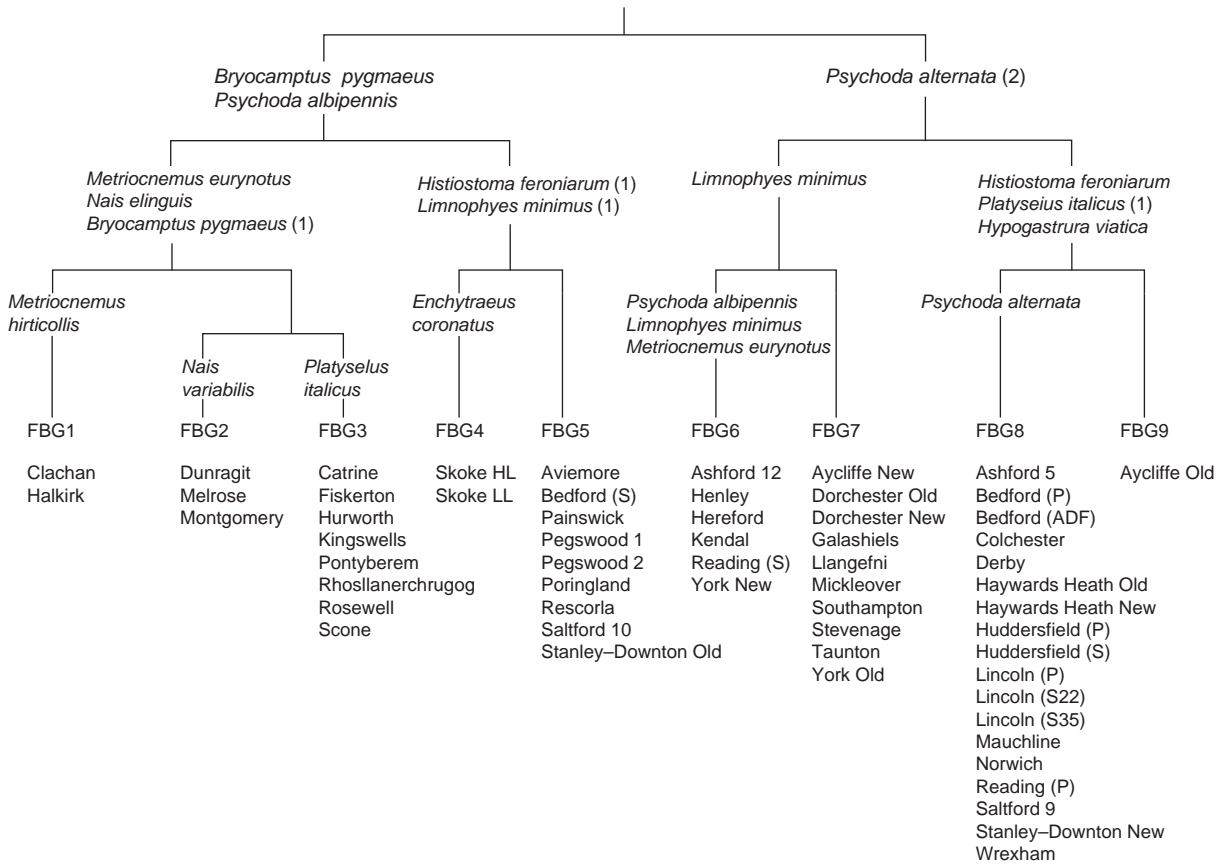 Bryocamptus pygmaeus
Psychoda albipennis
Psychoda alternata (2)
Metriocnemus eurynotus
Nais elinguis
Bryocamptus pygmaeus (1)
Histiostoma feroniarum (1)
Limnophyes minimus (1)
Limnophyes minimus
Histiostoma feroniarum
Platyseius italicus (1)
Hypogastrura viatica
Metriocnemus
hirticollis
Enchytraeus
coronatus
Psychoda albipennis
Limnophyes minimus
Metriocnemus eurynotus
Psychoda alternata
Nais
variabilis
Platyselus
italicus
FBG1
Clachan
Halkirk
FBG2
Dunragit
Melrose
Montgomery
FBG3
Catrine
Fiskerton
Hurworth
Kingswells
Pontyberem
Rhosllanerchrugog
Rosewell
Scone
FBG4
Skoke HL
Skoke LL
FBG5
Aviemore
Bedford (S)
Painswick
Pegswood 1
Pegswood 2
Poringland
Rescorla
Saltford 10
Stanley–Downton Old
FBG6
Ashford 12
Henley
Hereford
Kendal
Reading (S)
York New
FBG7
Aycliffe New
Dorchester Old
Dorchester New
Galashiels
Llangefni
Mickleover
Southampton
Stevenage
Taunton
York Old
FBG8
Ashford 5
Bedford (P)
Bedford (ADF)
Colchester
Derby
Haywards Heath Old
Haywards Heath New
Huddersfield (P)
Huddersfield (S)
Lincoln (P)
Lincoln (S22)
Lincoln (S35)
Mauchline
Norwich
Reading (P)
Saltford 9
Stanley–Downton New
Wrexham
FBG9
Aycliffe Old